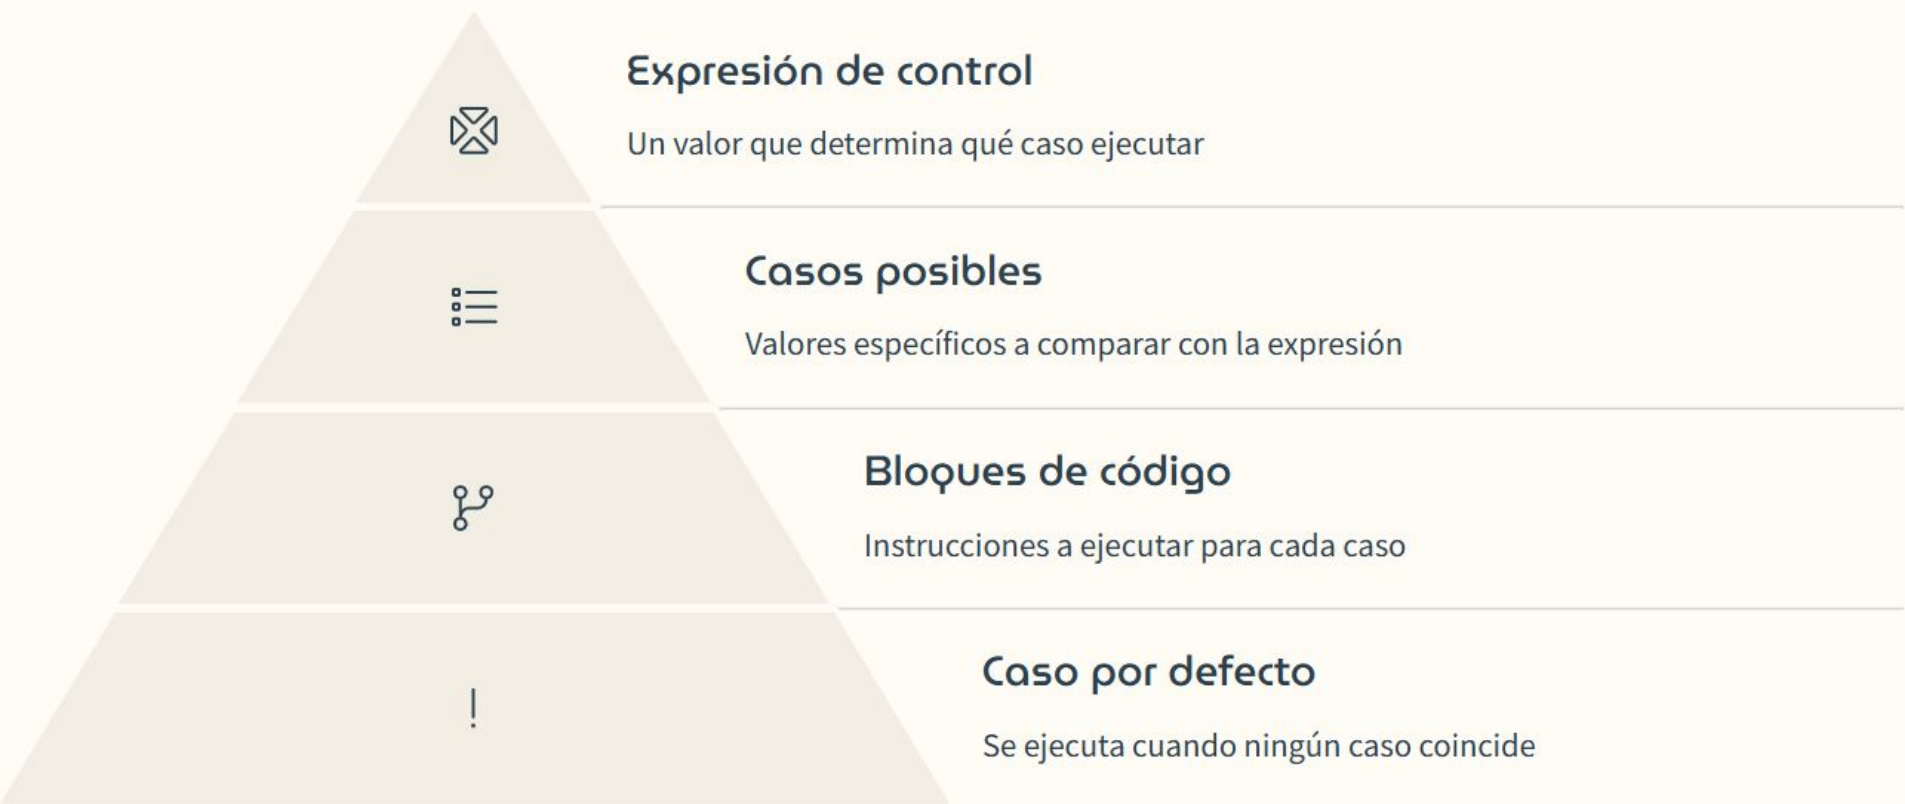 Expresión de control
Un valor que determina qué caso ejecutar
Casos posibles
Valores específicos a comparar con la expresión
Bloques de código
Instrucciones a ejecutar para cada caso
Caso por defecto
Se ejecuta cuando ningún caso coincide